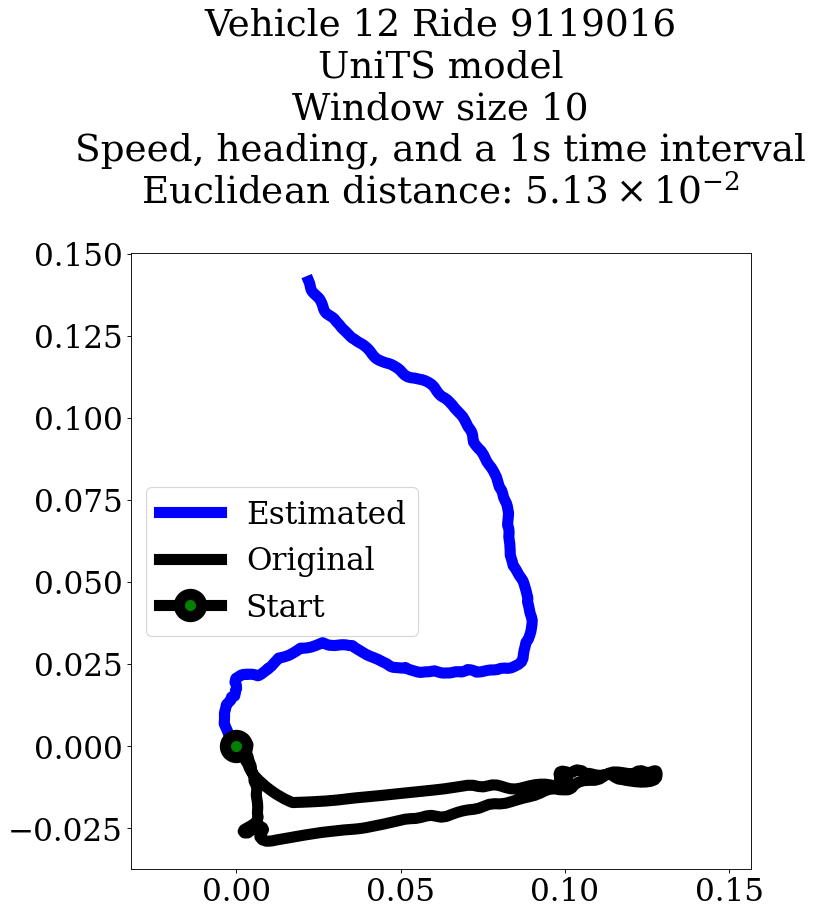 Vehicle 12 Ride 9119016
UniTS model
Window size 10
Speed, heading, and a 1s time interval
Euclidean distance: 5.13 × 10⁻²
0.150
0.125
0.100
0.075
0.050
0.025
0.000
−0.025
Estimated
Original
Start
0.00 0.05 0.10 0.15